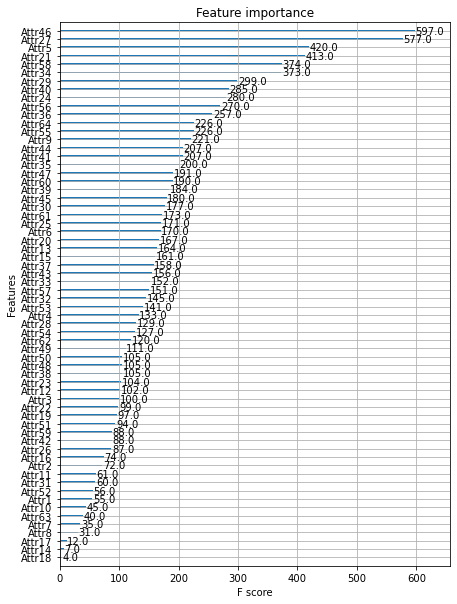 Feature importance
Attr46 597.0
Attr27 577.0
Attr5 420.0
Attr21 413.0
Attr58 374.0
Attr34 373.0
Attr29 299.0
Attr40 285.0
Attr24 280.0
Attr56 270.0
Attr36 257.0
Attr64 226.0
Attr55 226.0
Attr9 221.0
Attr44 207.0
Attr41 207.0
Attr35 200.0
Attr47 191.0
Attr60 190.0
Attr39 184.0
Attr45 180.0
Attr30 177.0
Attr61 173.0
Attr25 171.0
Attr6 170.0
Attr20 167.0
Attr13 164.0
Attr15 161.0
Attr37 158.0
Attr43 156.0
Attr33 152.0
Attr57 151.0
Attr32 145.0
Attr53 141.0
Attr4 133.0
Attr28 129.0
Attr54 127.0
Attr62 120.0
Attr49 111.0
Attr50 105.0
Attr48 105.0
Attr38 105.0
Attr23 104.0
Attr12 102.0
Attr3 100.0
Attr22 99.0
Attr19 97.0
Attr51 94.0
Attr59 88.0
Attr42 88.0
Attr26 87.0
Attr16 74.0
Attr2 72.0
Attr11 61.0
Attr31 60.0
Attr52 56.0
Attr1 55.0
Attr10 45.0
Attr63 40.0
Attr7 35.0
Attr8 31.0
Attr17 12.0
Attr14 7.0
Attr18 4.0
Features
0 100 200 300 400 500 600
F score